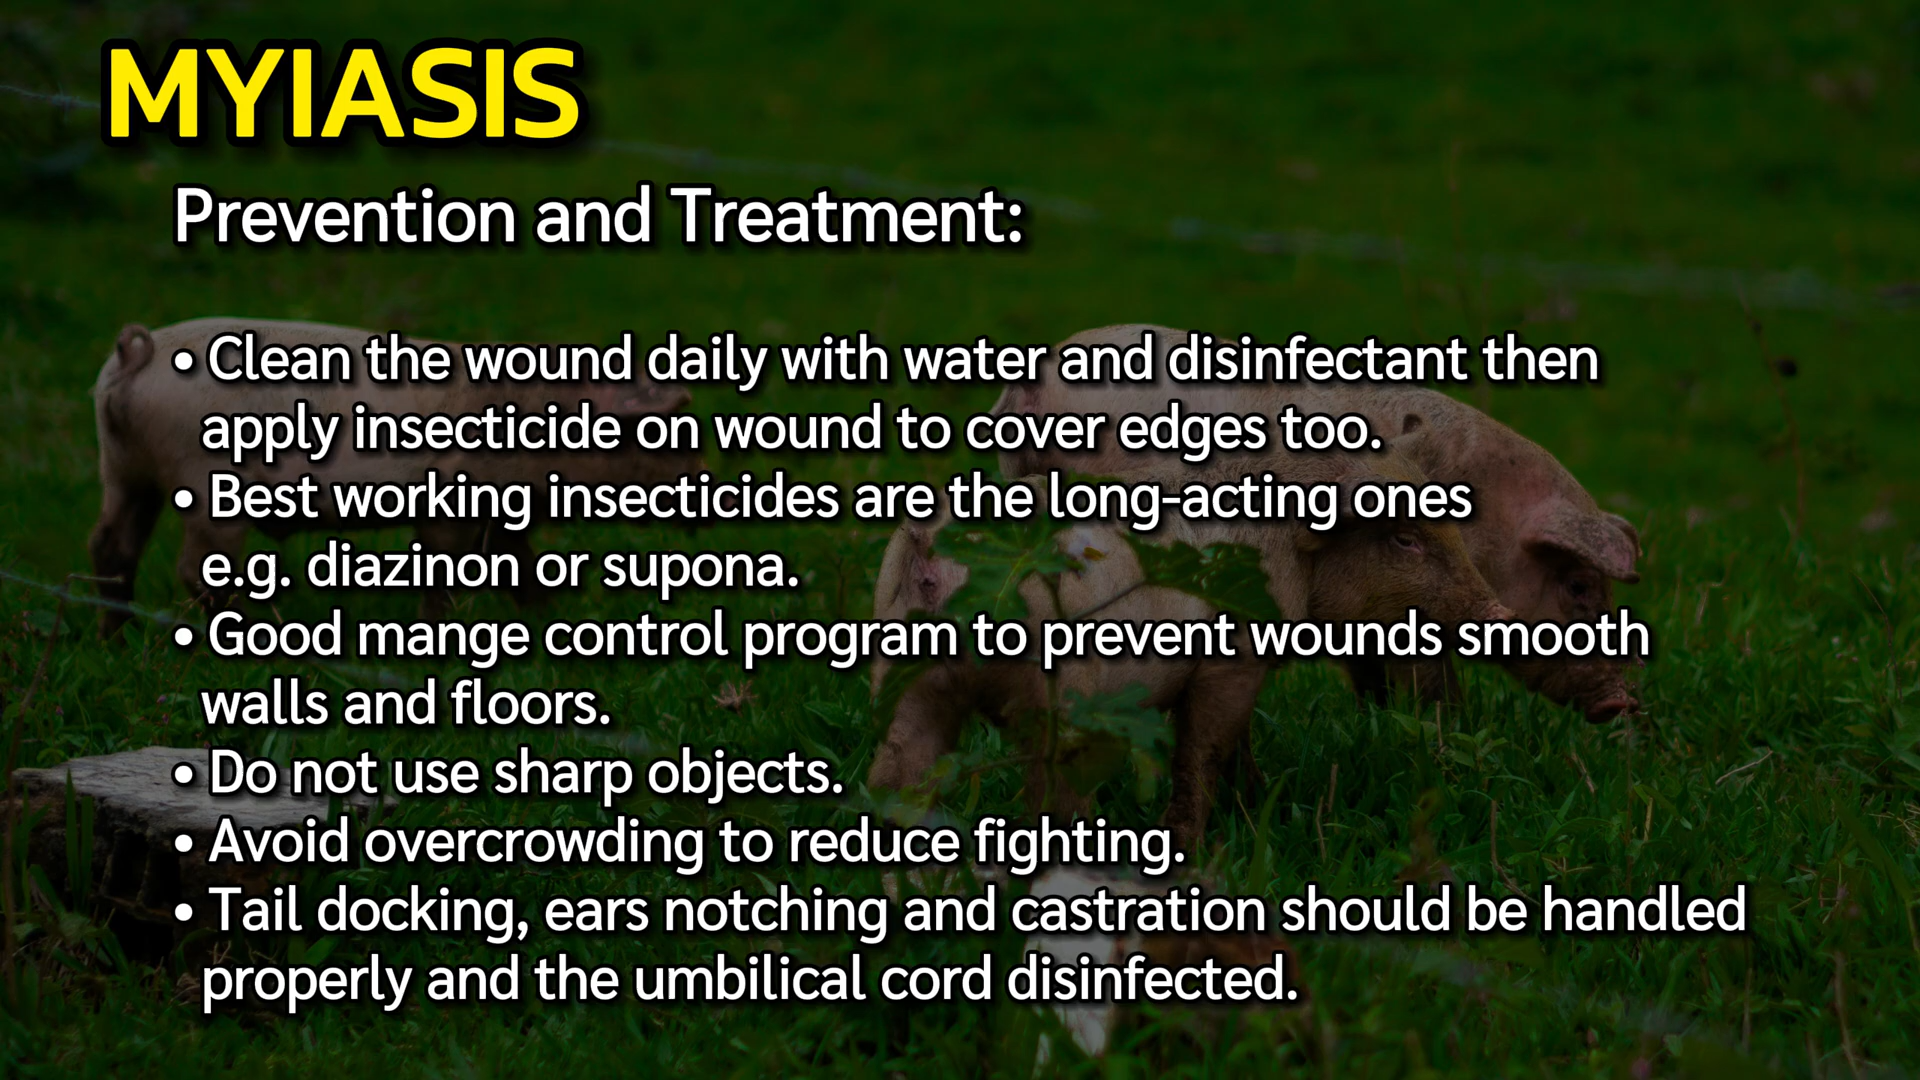 MYIASIS
Prevention and Treatment:
• Clean the wound daily with water and disinfectant then
apply insecticide on wound to cover edges too.
• Best working insecticides are the long-acting ones
e.g. diazinon or supona.
• Good mange control program to prevent wounds smooth
walls and floors.
• Do not use sharp objects.
• Avoid overcrowding to reduce fighting.
• Tail docking, ears notching and castration should be handled
properly and the umbilical cord disinfected.